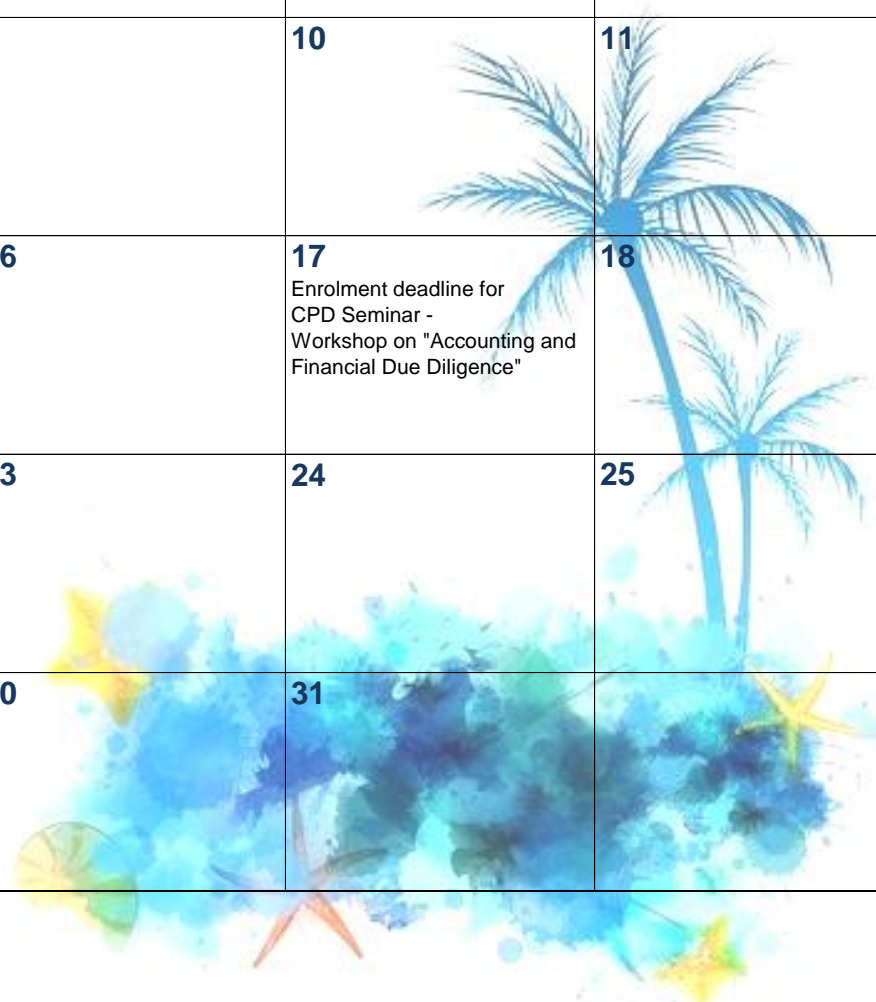 10
11
6
17
Enrolment deadline for
CPD Seminar -
Workshop on "Accounting and
Financial Due Diligence"
18
3
24
25
0
31